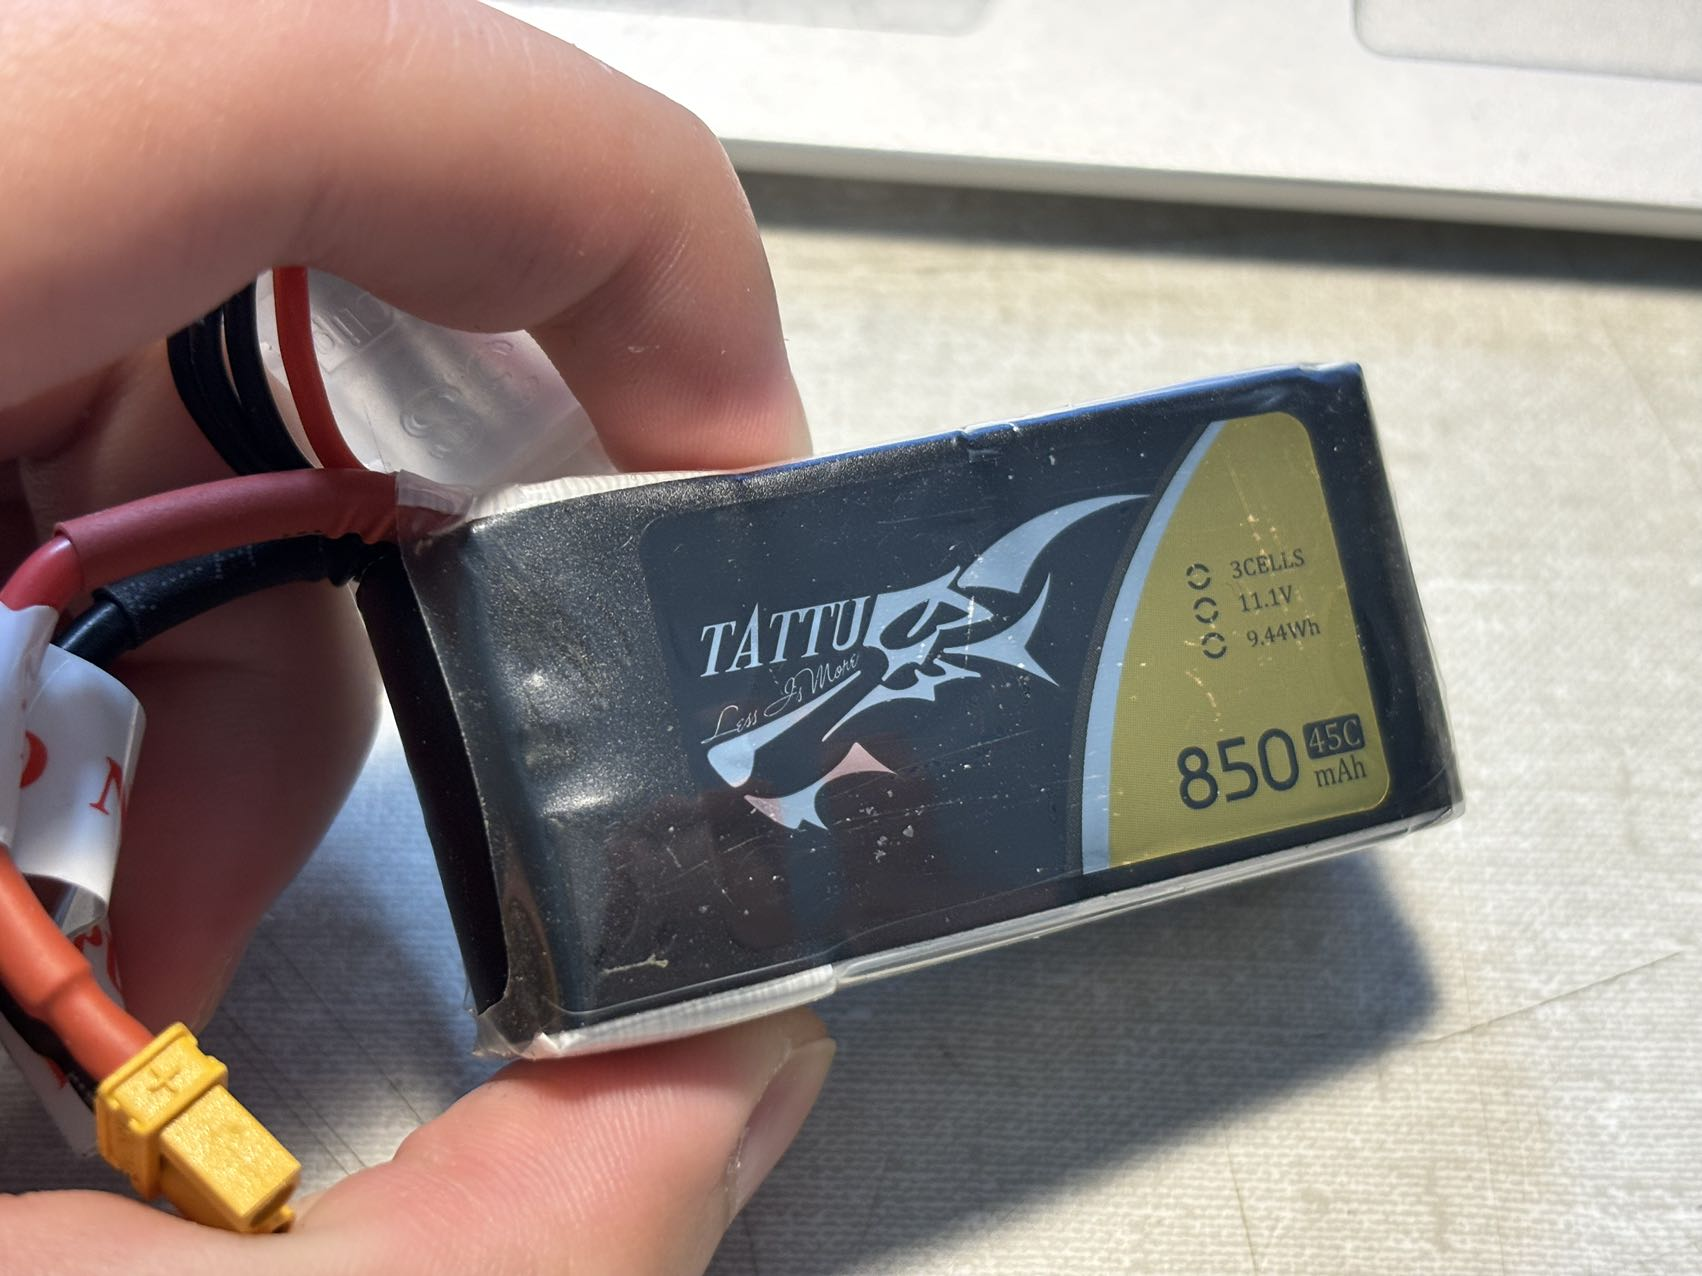 TATTU
Less Is More
3CELLS
11.1V
9.44Wh
850 45C
mAh
+